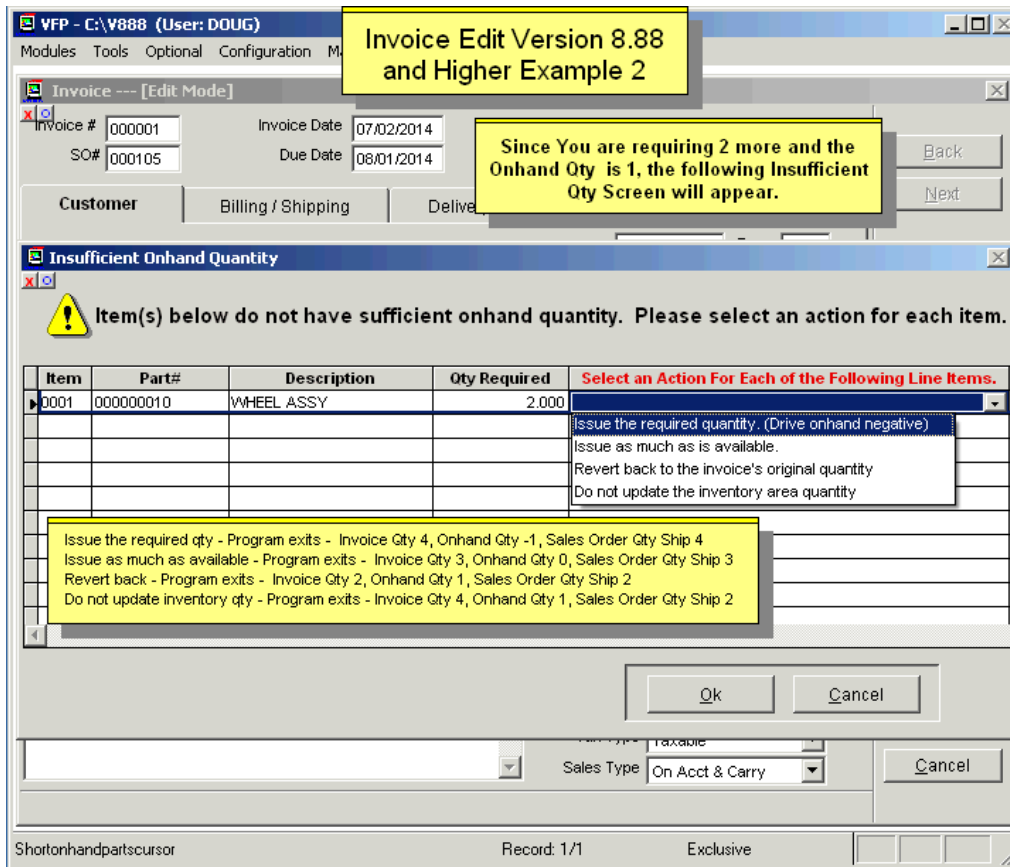 VFP - C:\V888 (User: DOUG)
Modules Tools Optional Configuration
Invoice Edit Version 8.88
and Higher Example 2
Invoice --- [Edit Mode]
Invoice # 000001 Invoice Date 07/02/2014
SO# 000105 Due Date 08/01/2014
Since You are requiring 2 more and the
Onhand Qty is 1, the following Insufficient
Qty Screen will appear.
Back
Next
Customer Billing / Shipping
Insufficient Onhand Quantity
Item(s) below do not have sufficient onhand quantity. Please select an action for each item.
Item Part# Description Qty Required Select an Action For Each of the Following Line Items.
0001 000000010 WHEEL ASSY 2.000
Issue the required quantity. (Drive onhand negative)
Issue as much as is available.
Revert back to the invoice's original quantity
Do not update the inventory area quantity
Issue the required qty - Program exits - Invoice Qty 4, Onhand Qty -1, Sales Order Qty Ship 4
Issue as much as available - Program exits - Invoice Qty 3, Onhand Qty 0, Sales Order Qty Ship 3
Revert back - Program exits - Invoice Qty 2, Onhand Qty 1, Sales Order Qty Ship 2
Do not update inventory qty - Program exits - Invoice Qty 4, Onhand Qty 1, Sales Order Qty Ship 2
Ok Cancel
Taxable
Sales Type On Acct & Carry
Cancel
Shortonhandpartscursor Record: 1/1 Exclusive